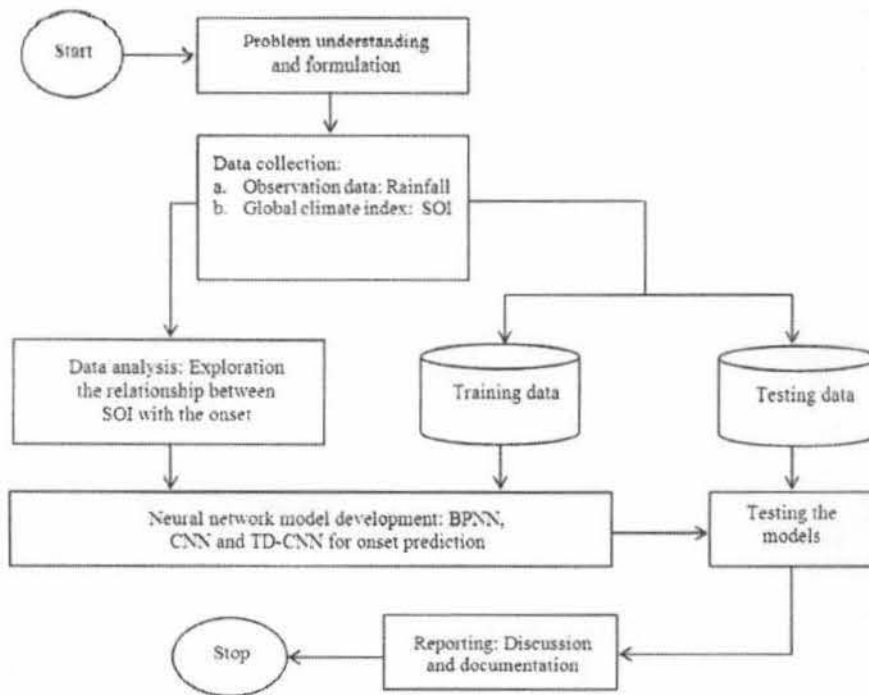 Start
Problem understanding
and formulation
Data collection:
a. Observation data: Rainfall
b. Global climate index: SOI
Data analysis: Exploration
the relationship between
SOI with the onset
Training data
Testing data
Neural network model development: BPNN,
CNN and TD-CNN for onset prediction
Testing the
models
Reporting: Discussion
and documentation
Stop